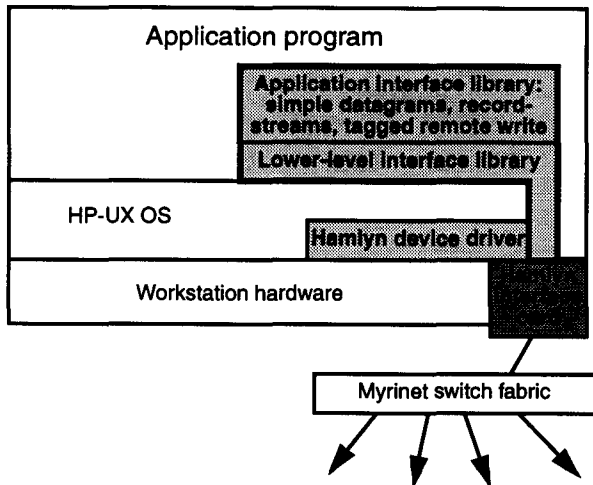 Application program
Application interface library:
simple datagrams, record-
streams, tagged remote write
Lower-level interface library
HP-UX OS
Hamlyn device driver
Workstation hardware
Hamlyn
Myrinet switch fabric